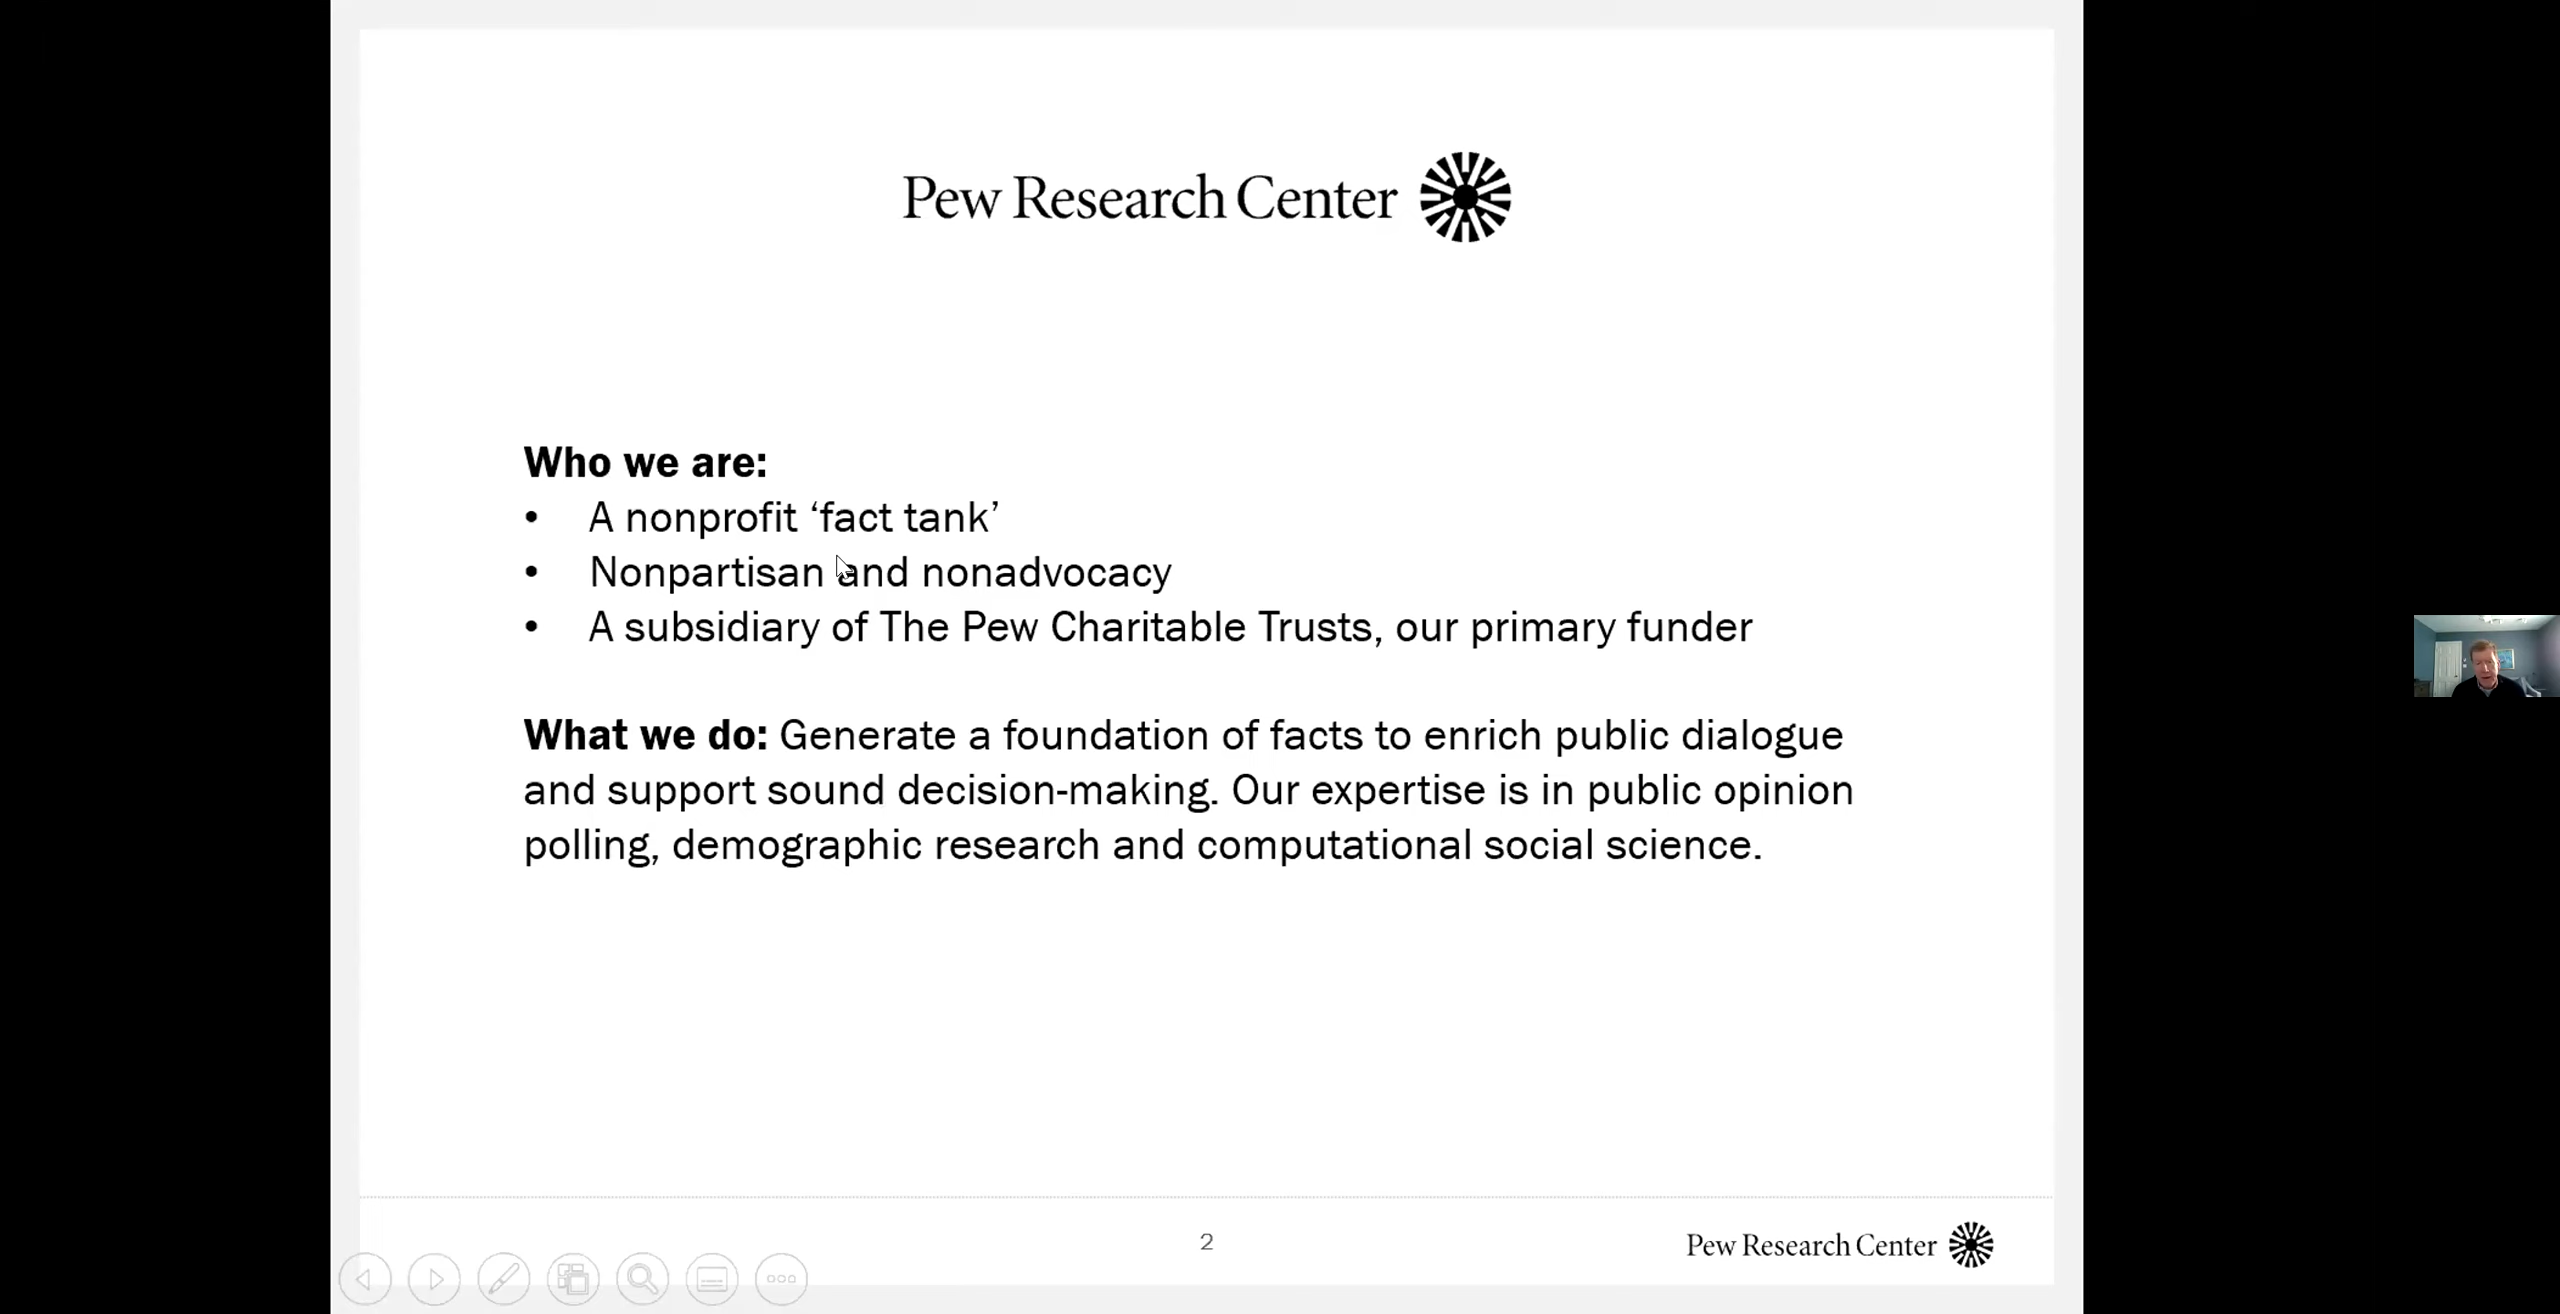 Pew Research Center
Who we are:
• A nonprofit ‘fact tank’
• Nonpartisan and nonadvocacy
• A subsidiary of The Pew Charitable Trusts, our primary funder
What we do: Generate a foundation of facts to enrich public dialogue
and support sound decision-making. Our expertise is in public opinion
polling, demographic research and computational social science.
2
Pew Research Center